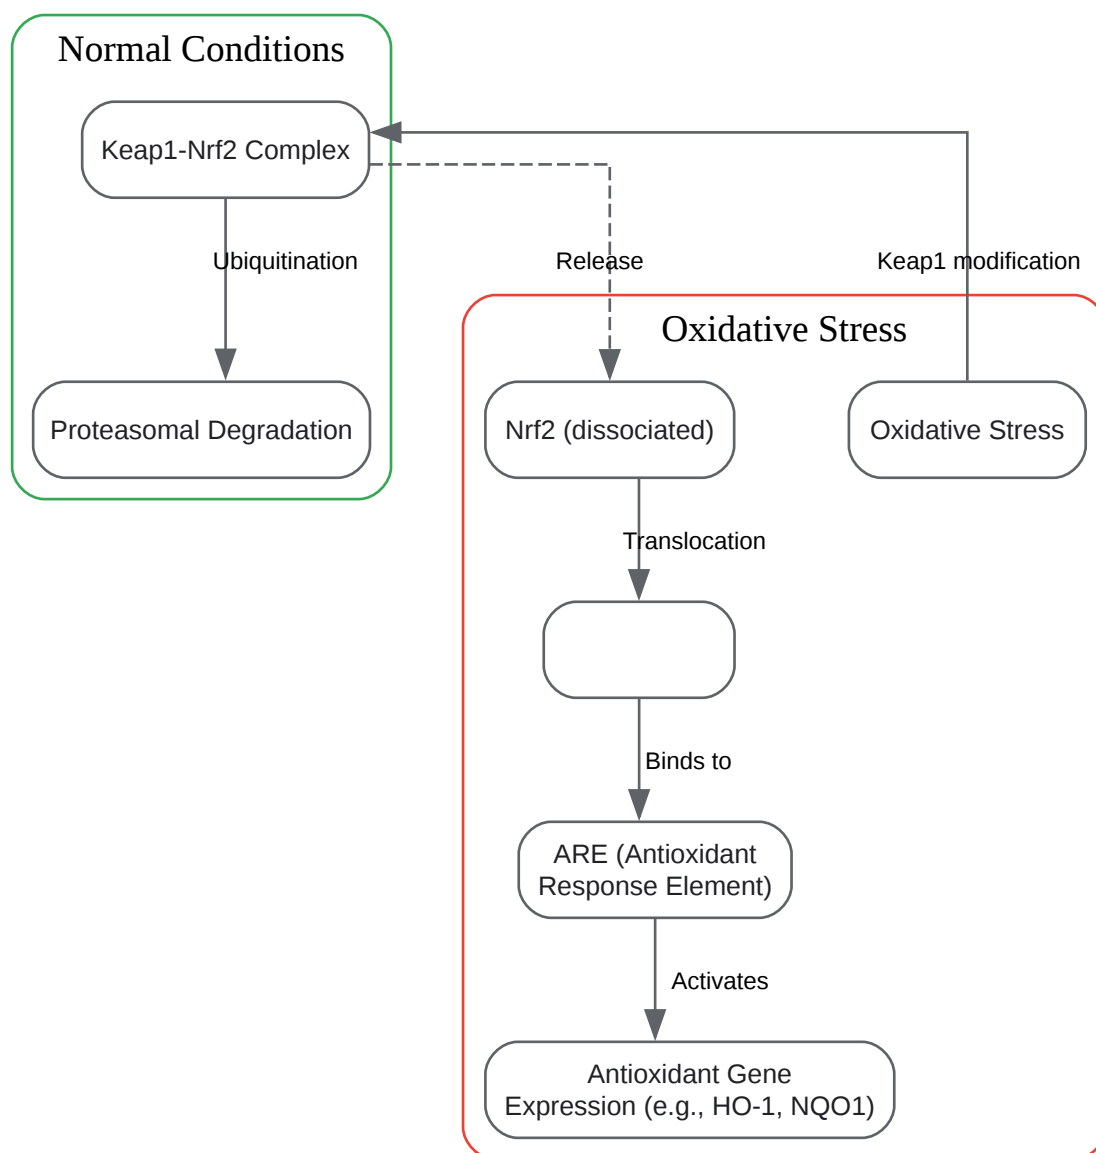 Normal Conditions
Keap1-Nrf2 Complex
Ubiquitination
Release
Keap1 modification
Oxidative Stress
Proteasomal Degradation
Nrf2 (dissociated)
Oxidative Stress
Translocation
Binds to
ARE (Antioxidant
Response Element)
Activates
Antioxidant Gene
Expression (e.g., HO-1, NQO1)